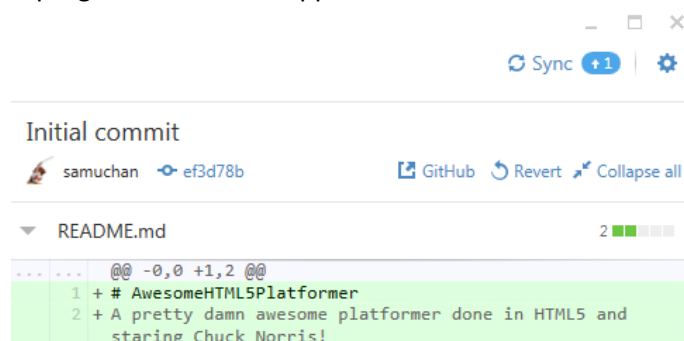 Sync +1
Initial commit
samuchan ef3d78b GitHub Revert Collapse all
README.md 2
... ... @@ -0,0 +1,2 @@
1 + # AwesomeHTML5Platformer
2 + A pretty damn awesome platformer done in HTML5 and
staring Chuck Norris!